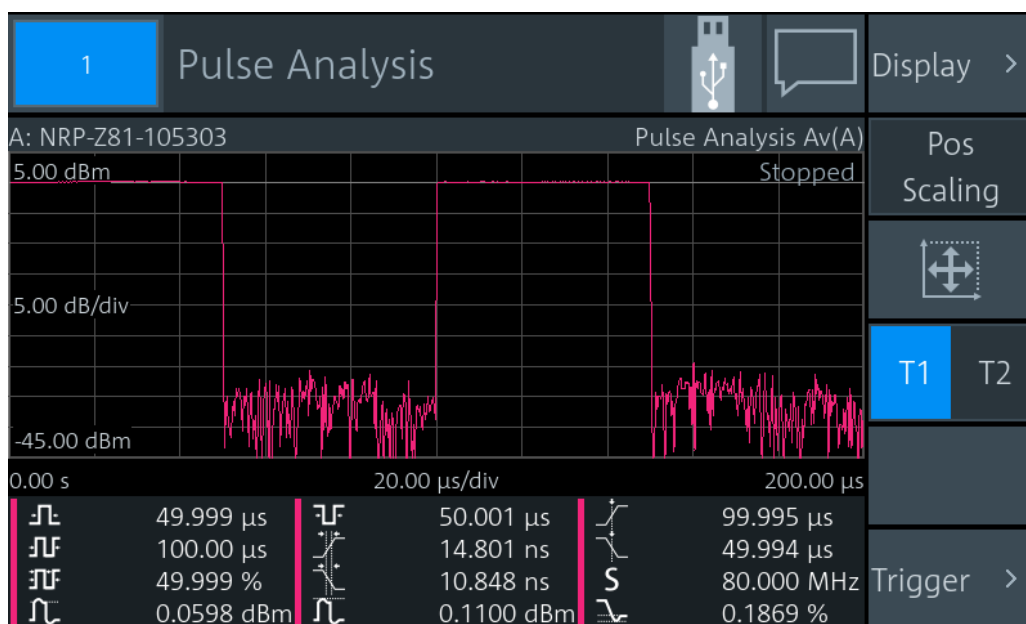 1
Pulse Analysis
Display >
A: NRP-Z81-105303
Pulse Analysis Av(A)
Pos
Scaling
5.00 dBm
Stopped
5.00 dB/div
T1
T2
-45.00 dBm
0.00 s
20.00 µs/div
200.00 µs
49.999 µs
50.001 µs
99.995 µs
100.00 µs
14.801 ns
49.994 µs
49.999 %
10.848 ns
S
80.000 MHz
Trigger >
0.0598 dBm
0.1100 dBm
0.1869 %